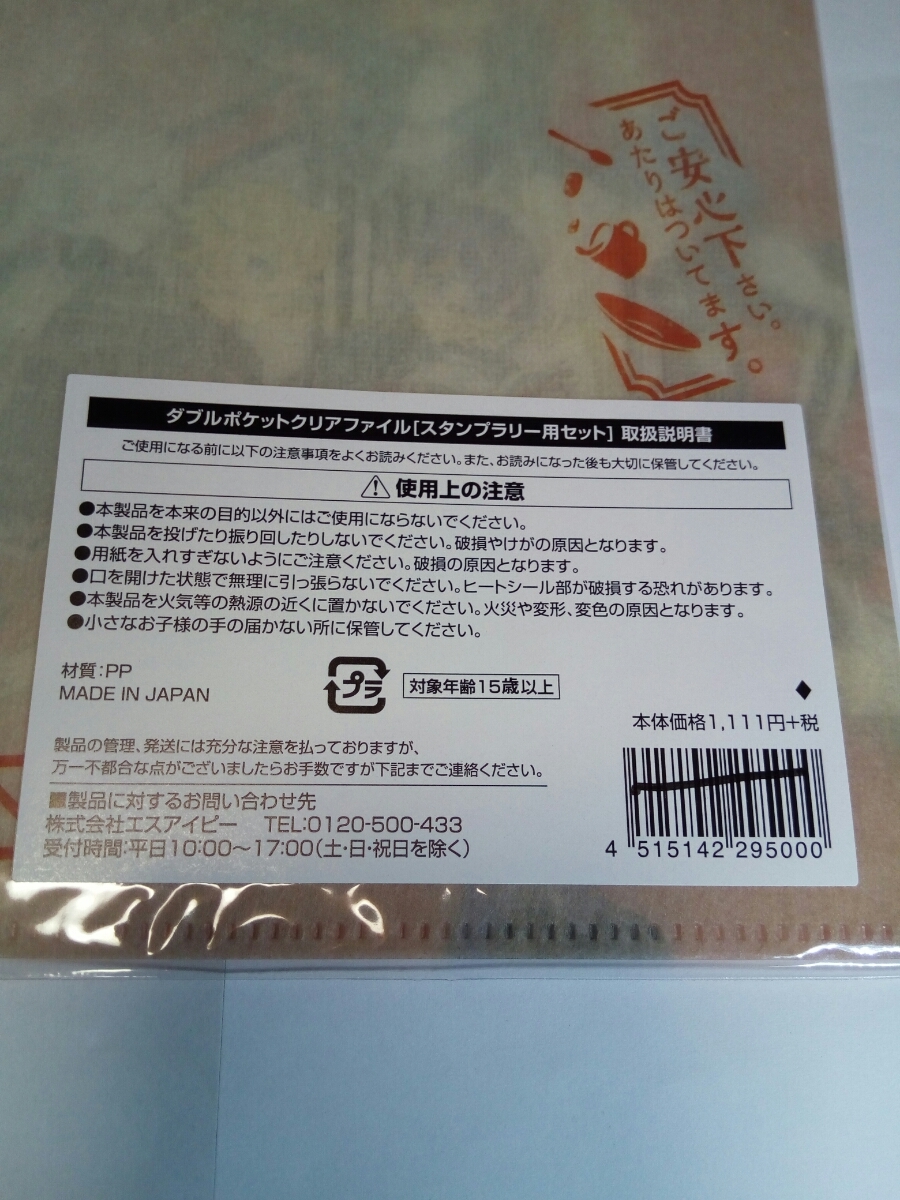 ご安心下さい。
あたりはついてます。
ダブルポケットクリアファイル[スタンプラリー用セット] 取扱説明書
ご使用になる前に以下の注意事項をよくお読みください。また、お読みになった後も大切に保管してください。
使用上の注意
●本製品を本来の目的以外にはご使用にならないでください。
●本製品を投げたり振り回したりしないでください。破損やけがの原因となります。
●用紙を入れすぎないようにご注意ください。破損の原因となります。
●口を開けた状態で無理に引っ張らないでください。ヒートシール部が破損する恐れがあります。
●本製品を火気等の熱源の近くに置かないでください。火災や変形、変色の原因となります。
●小さなお子様の手の届かない所に保管してください。
材質:PP
MADE IN JAPAN
プラ
対象年齢15歳以上
本体価格1,111円+税
製品の管理、発送には充分な注意を払っておりますが、
万一不都合な点がございましたらお手数ですが下記までご連絡ください。
■製品に対するお問い合わせ先
株式会社エスアイピー TEL:0120-500-433
受付時間:平日10:00～17:00(土・日・祝日を除く)
4 515142 295000